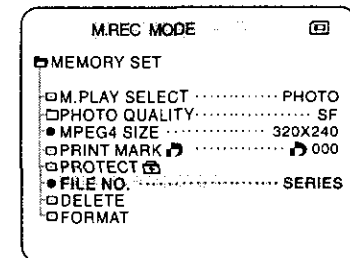 M.REC MODE
MEMORY SET
M.PLAY SELECT ············· PHOTO
PHOTO QUALITY ··············· SF
MPEG4 SIZE ··············· 320X240
PRINT MARK ············ 000
PROTECT
FILE NO. ··················· SERIES
DELETE
FORMAT